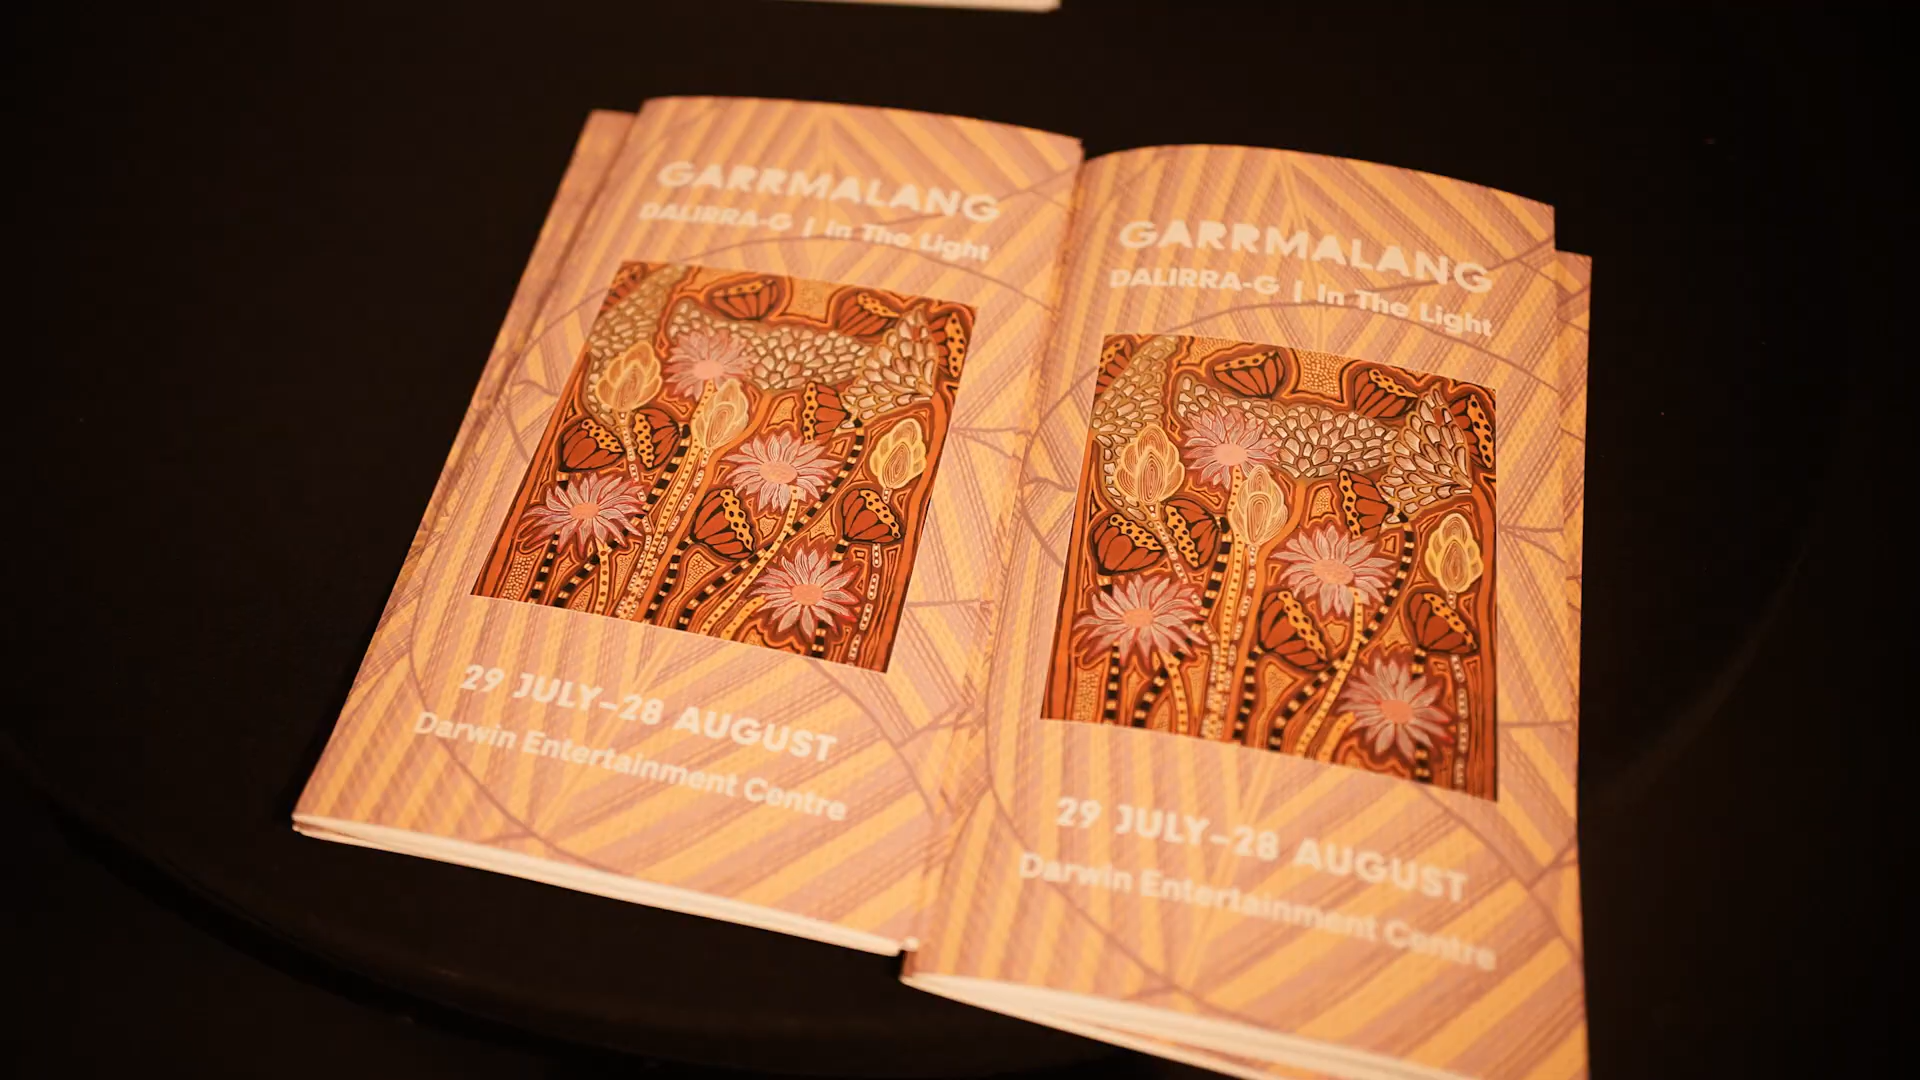 GARRMALANG
DALIRRA-G | In The Light
29 JULY-28 AUGUST
Darwin Entertainment Centre
GARRMALANG
DALIRRA-G | In The Light
29 JULY-28 AUGUST
Darwin Entertainment Centre